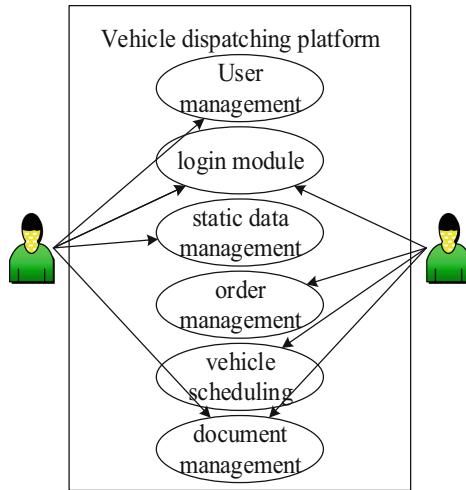 Vehicle dispatching platform
User
management
login module
static data
management
order
management
vehicle
scheduling
document
management